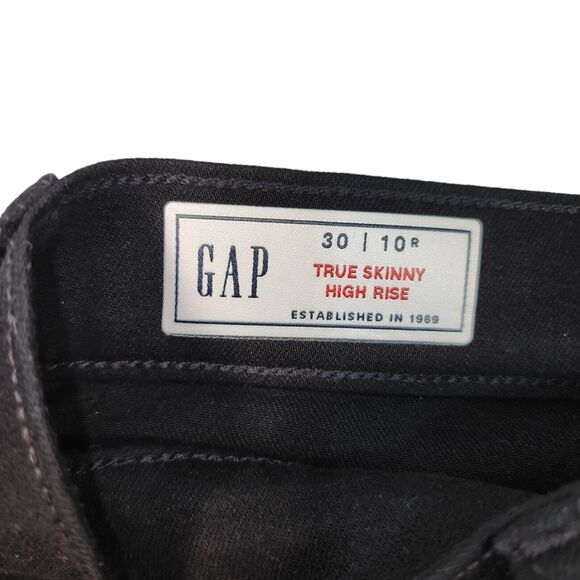 GAP
30 | 10R
TRUE SKINNY
HIGH RISE
ESTABLISHED IN 1969